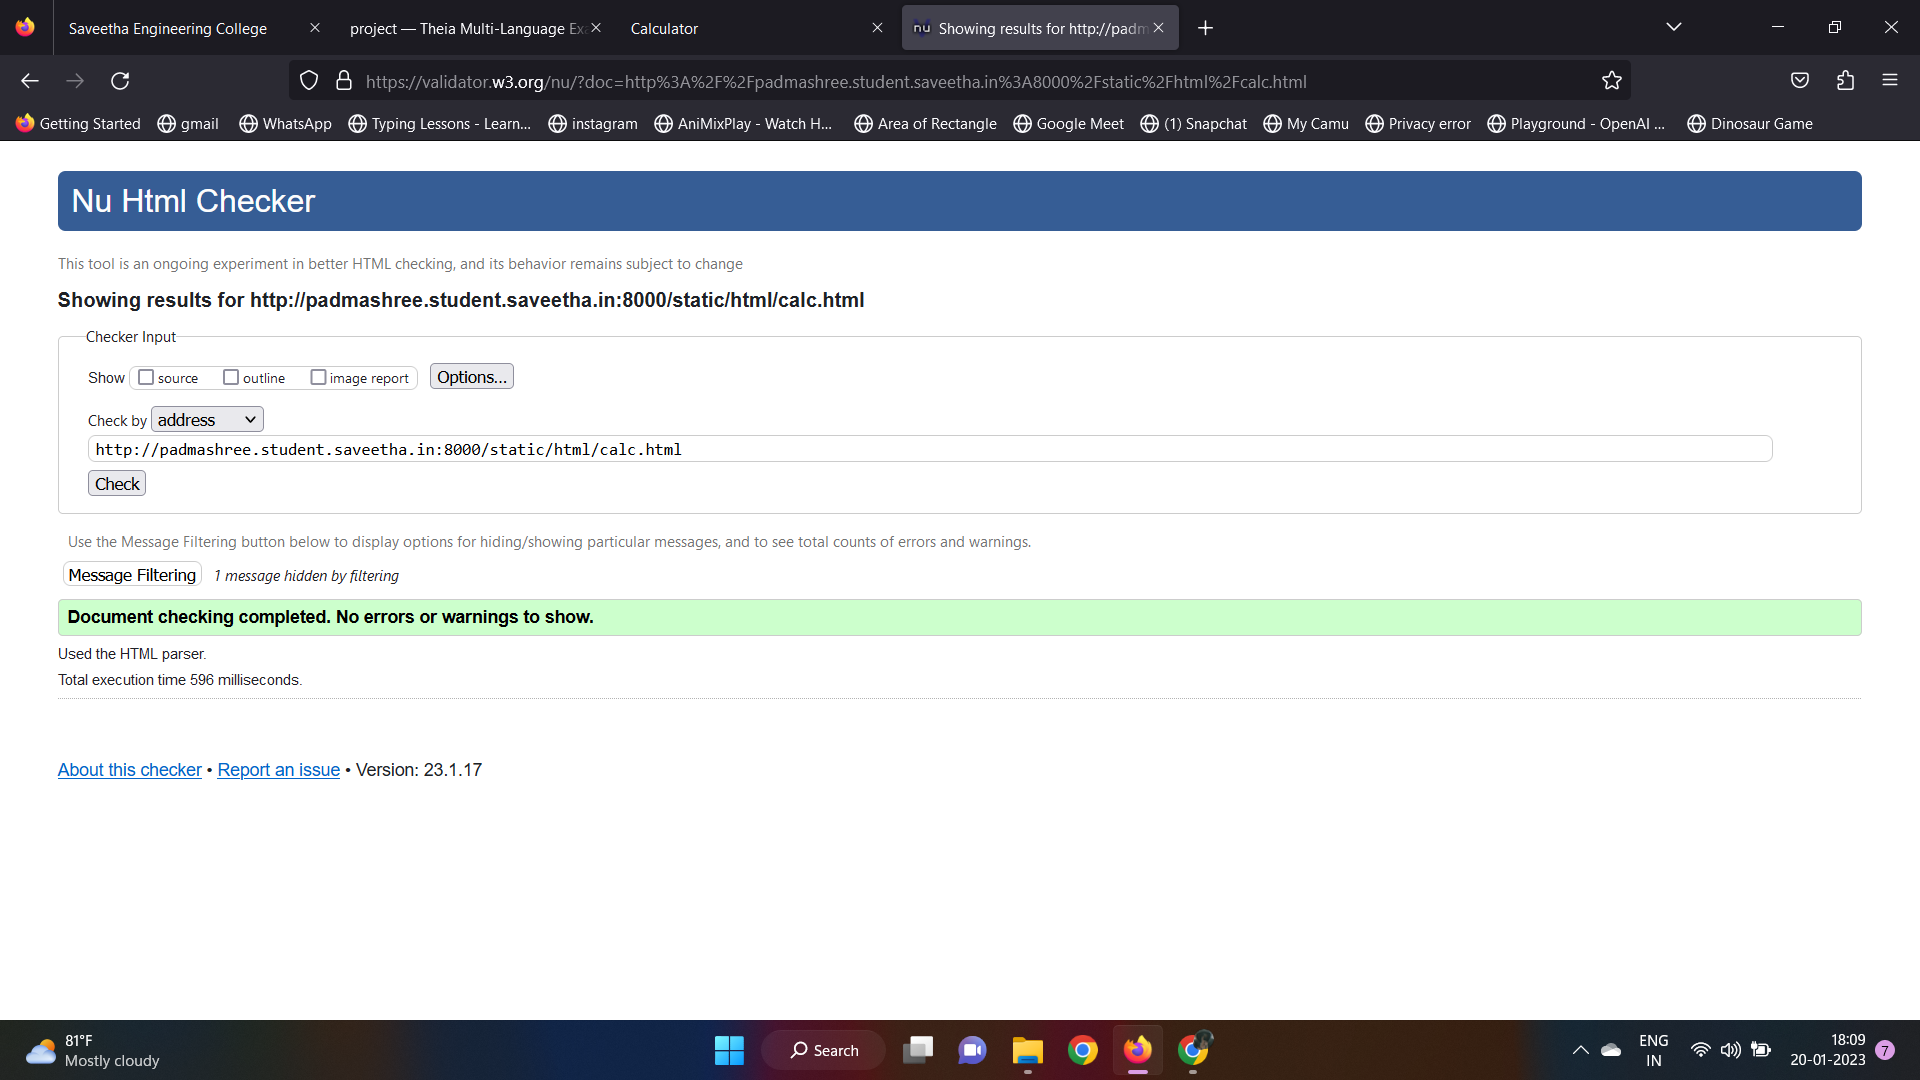 Saveetha Engineering College
project — Theia Multi-Language Ex
Calculator
nu Showing results for http://padm
https://validator.w3.org/nu/?doc=http%3A%2F%2Fpadmashree.student.saveetha.in%3A8000%2Fstatic%2Fhtml%2Fcalc.html
Getting Started gmail WhatsApp Typing Lessons - Learn... instagram AniMixPlay - Watch H... Area of Rectangle Google Meet (1) Snapchat My Camu Privacy error Playground - OpenAI ... Dinosaur Game
Nu Html Checker
This tool is an ongoing experiment in better HTML checking, and its behavior remains subject to change
Showing results for http://padmashree.student.saveetha.in:8000/static/html/calc.html
Checker Input
Show source outline image report Options...
Check by address
http://padmashree.student.saveetha.in:8000/static/html/calc.html
Check
Use the Message Filtering button below to display options for hiding/showing particular messages, and to see total counts of errors and warnings.
Message Filtering 1 message hidden by filtering
Document checking completed. No errors or warnings to show.
Used the HTML parser.
Total execution time 596 milliseconds.
About this checker • Report an issue • Version: 23.1.17
81°F
Mostly cloudy
Search
ENG
IN
18:09
20-01-2023
7